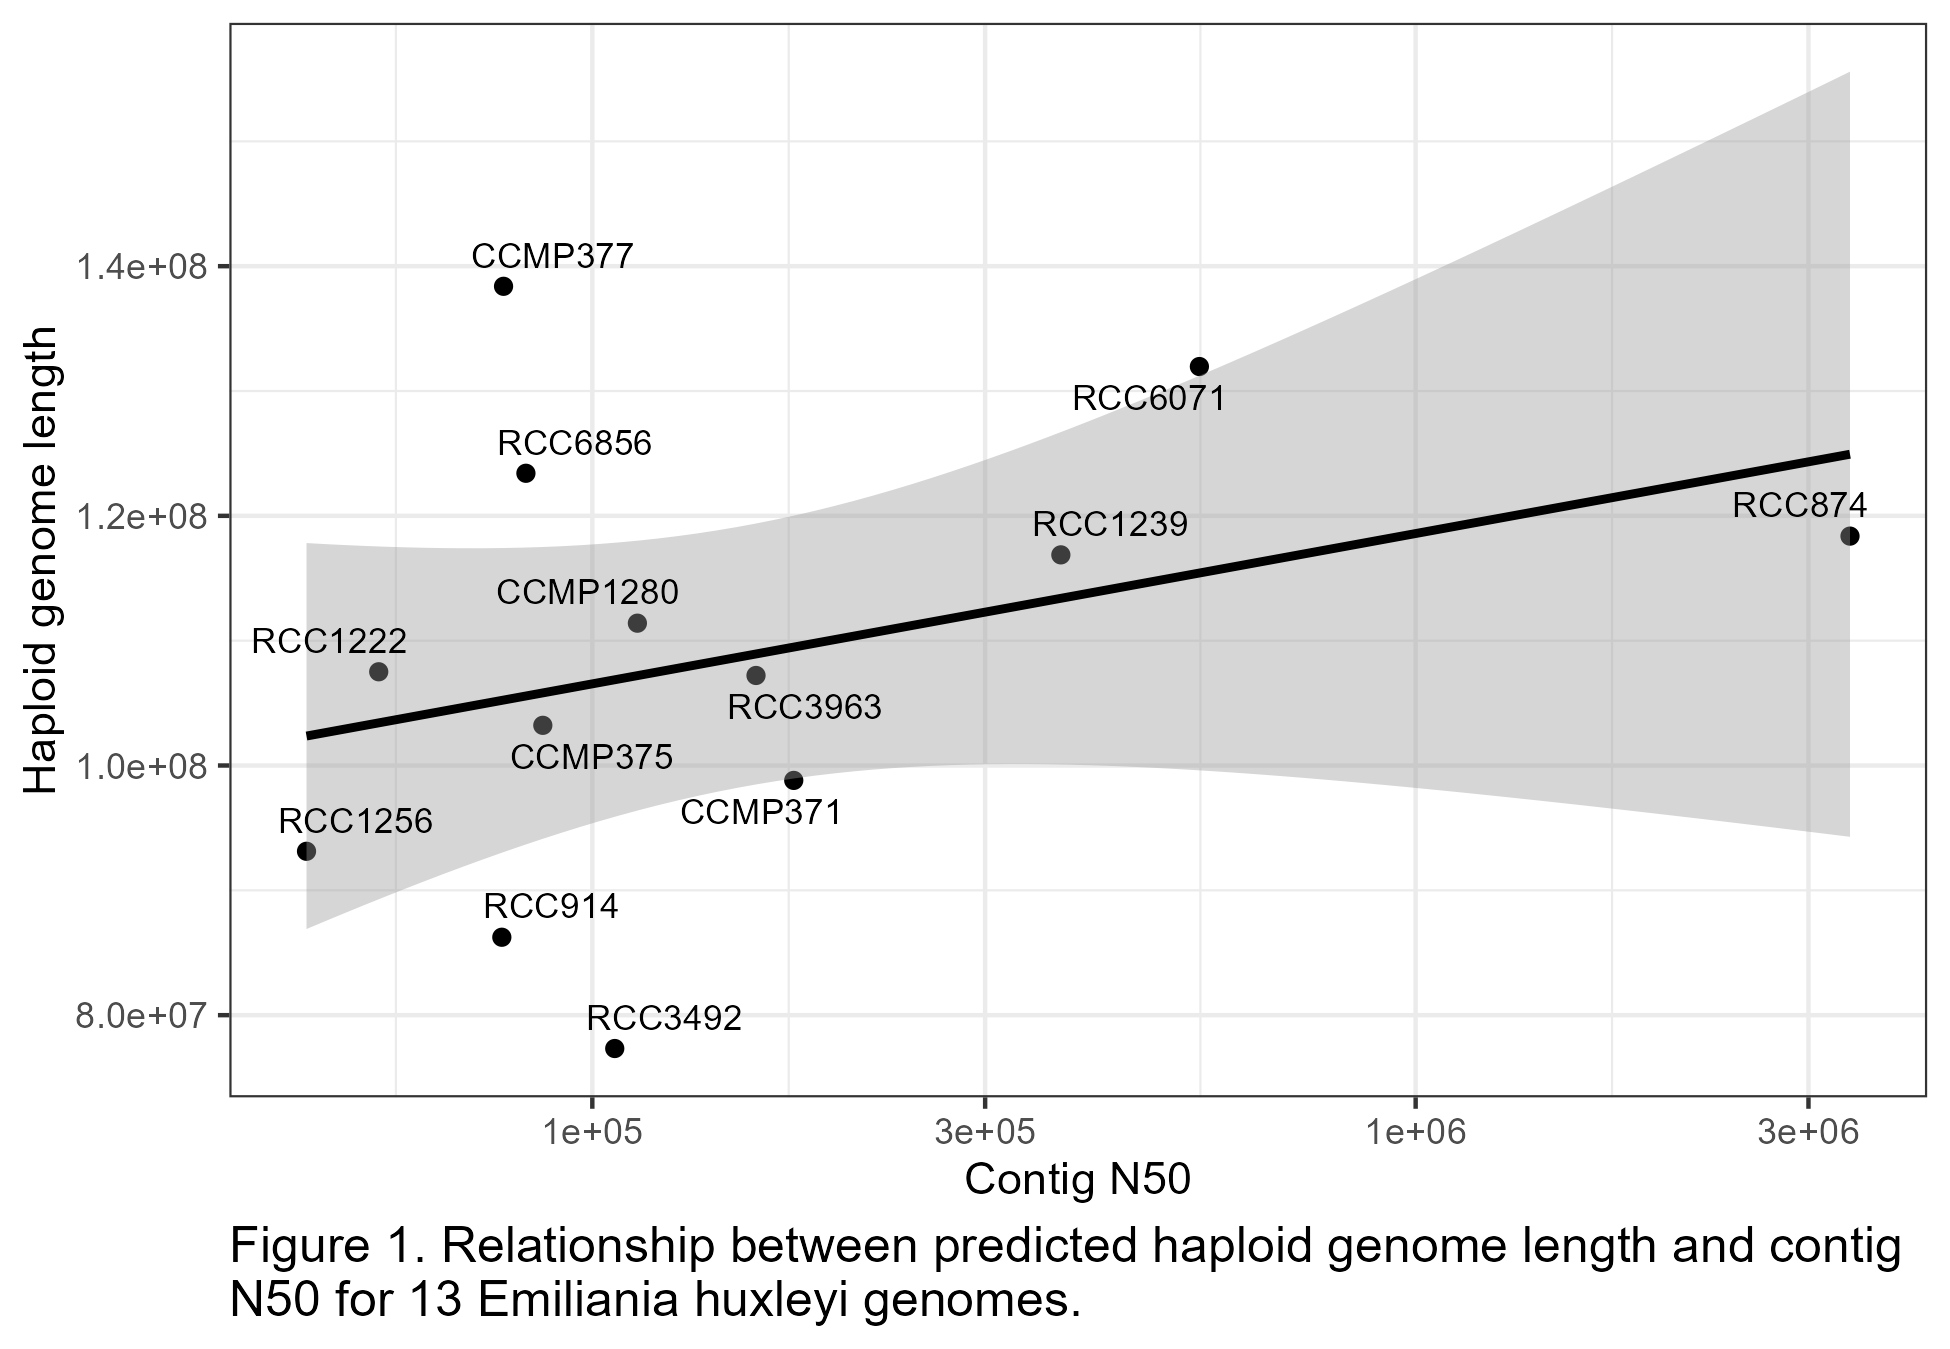 CCMP377
1.4e+08
RCC6071
RCC6856
Haploid genome length
1.2e+08
RCC874
RCC1239
CCMP1280
RCC1222
RCC3963
CCMP375
1.0e+08
CCMP371
RCC1256
RCC914
RCC3492
8.0e+07
1e+05 3e+05 1e+06 3e+06
Contig N50
Figure 1. Relationship between predicted haploid genome length and contig
N50 for 13 Emiliania huxleyi genomes.